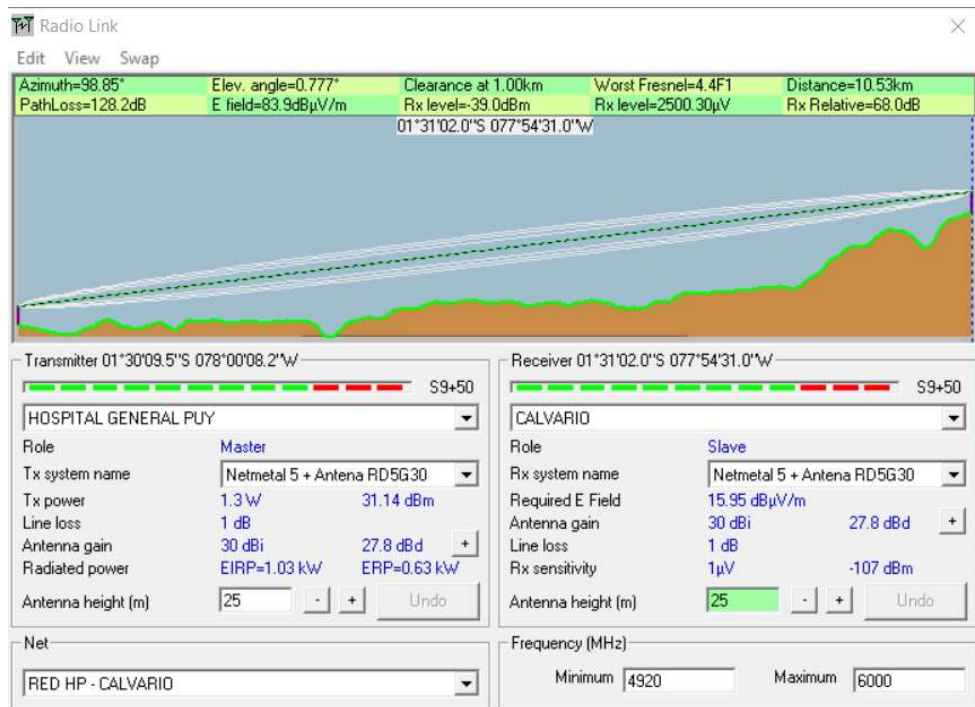 Radio Link
Edit View Swap
Azimuth=98.85° Elev. angle=0.777° Clearance at 1.00km Worst Fresnel=4.4F1 Distance=10.53km
PathLoss=128.2dB E field=83.9dBµV/m Rx level=-39.0dBm Rx level=2500.30µV Rx Relative=68.0dB
01°31'02.0"S 077°54'31.0"W
Transmitter 01°30'09.5"S 078°00'08.2"W
S9+50
HOSPITAL GENERAL PUY
Role Master
Tx system name Netmetal 5 + Antena RD5G30
Tx power 1.3 W 31.14 dBm
Line loss 1 dB
Antenna gain 30 dBi 27.8 dBd +
Radiated power EIRP=1.03 kW ERP=0.63 kW
Antenna height (m) 25 - + Undo
Net
RED HP - CALVARIO
Receiver 01°31'02.0"S 077°54'31.0"W
S9+50
CALVARIO
Role Slave
Rx system name Netmetal 5 + Antena RD5G30
Required E Field 15.95 dBµV/m
Antenna gain 30 dBi 27.8 dBd +
Line loss 1 dB
Rx sensitivity 1µV -107 dBm
Antenna height (m) 25 - + Undo
Frequency (MHz)
Minimum 4920 Maximum 6000